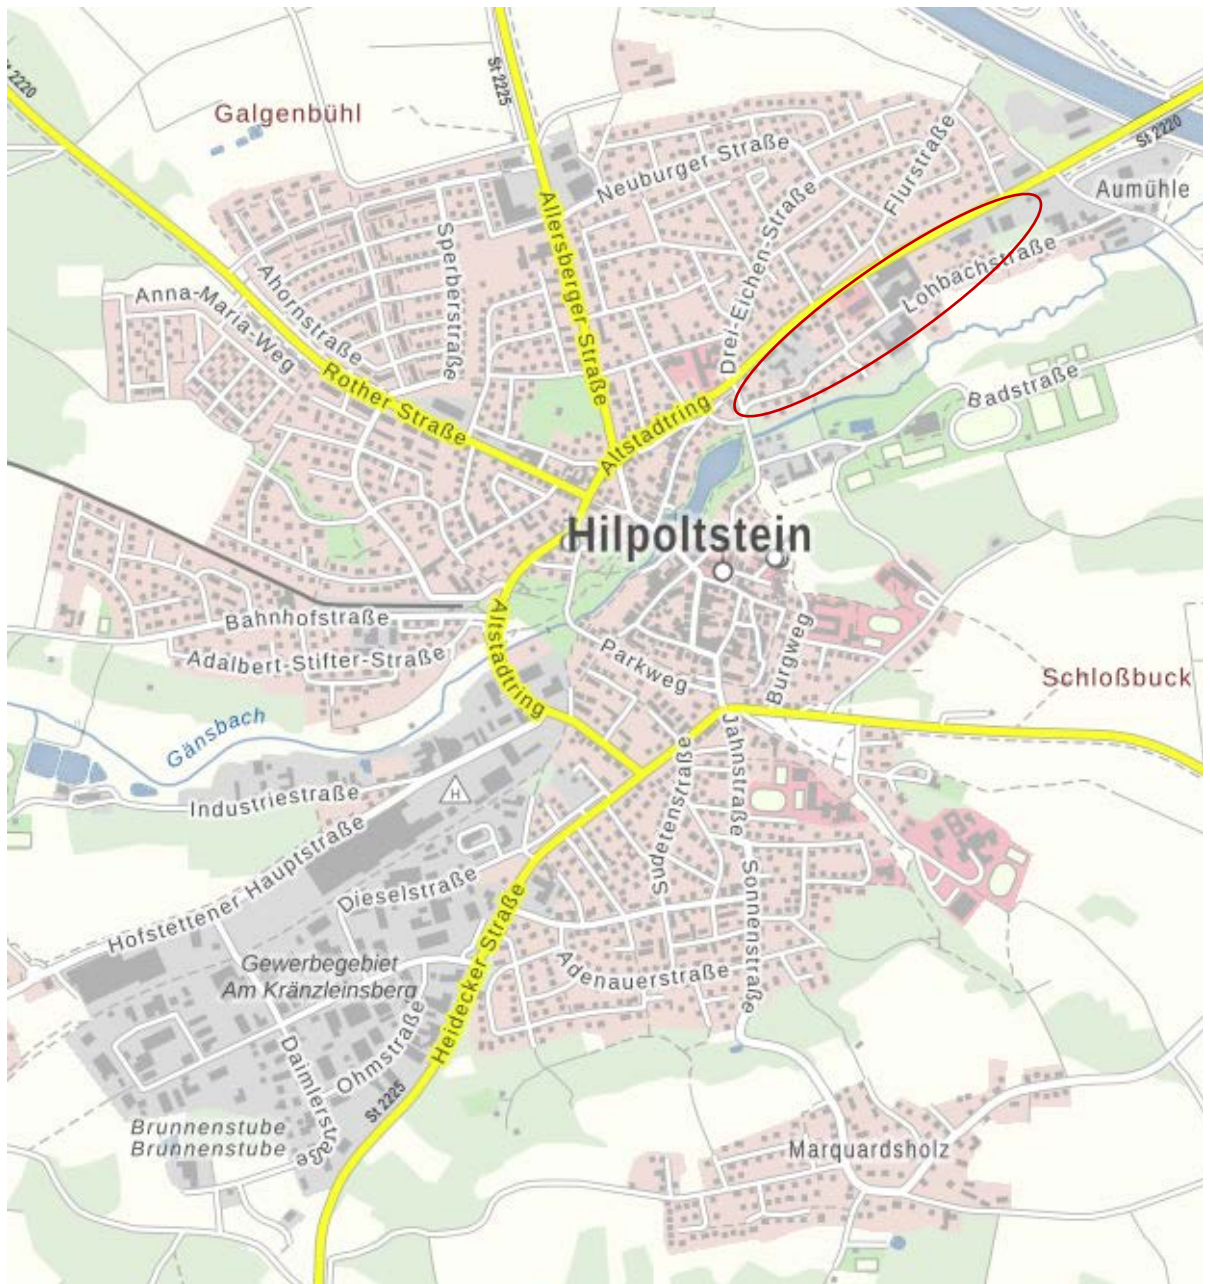 St 2220
St 2225
Galgenbühl
Neuburger Straße
Flurstraße
St 2220
Aumühle
Allersberger Straße
Sperberstraße
Drei-Eichen-Straße
Ahornstraße
Anna-Maria-Weg
Lohbachstraße
Rother Straße
Badstraße
Altstadtring
Hilpoltstein
Bahnhofstraße
Altstadtring
Adalbert-Stifter-Straße
Parkweg
Burgweg
Schloßbuck
Gänsbach
Jahnstraße
Industriestraße
H
Sudetenstraße
Hofstettener Hauptstraße
Dieselstraße
Sonnenstraße
Heidecker Straße
Adenauerstraße
Gewerbegebiet
Am Kränzleinsberg
Daimlerstraße
Ohmstraße
St 2225
Brunnenstube
Brunnenstube
Marquardsholz